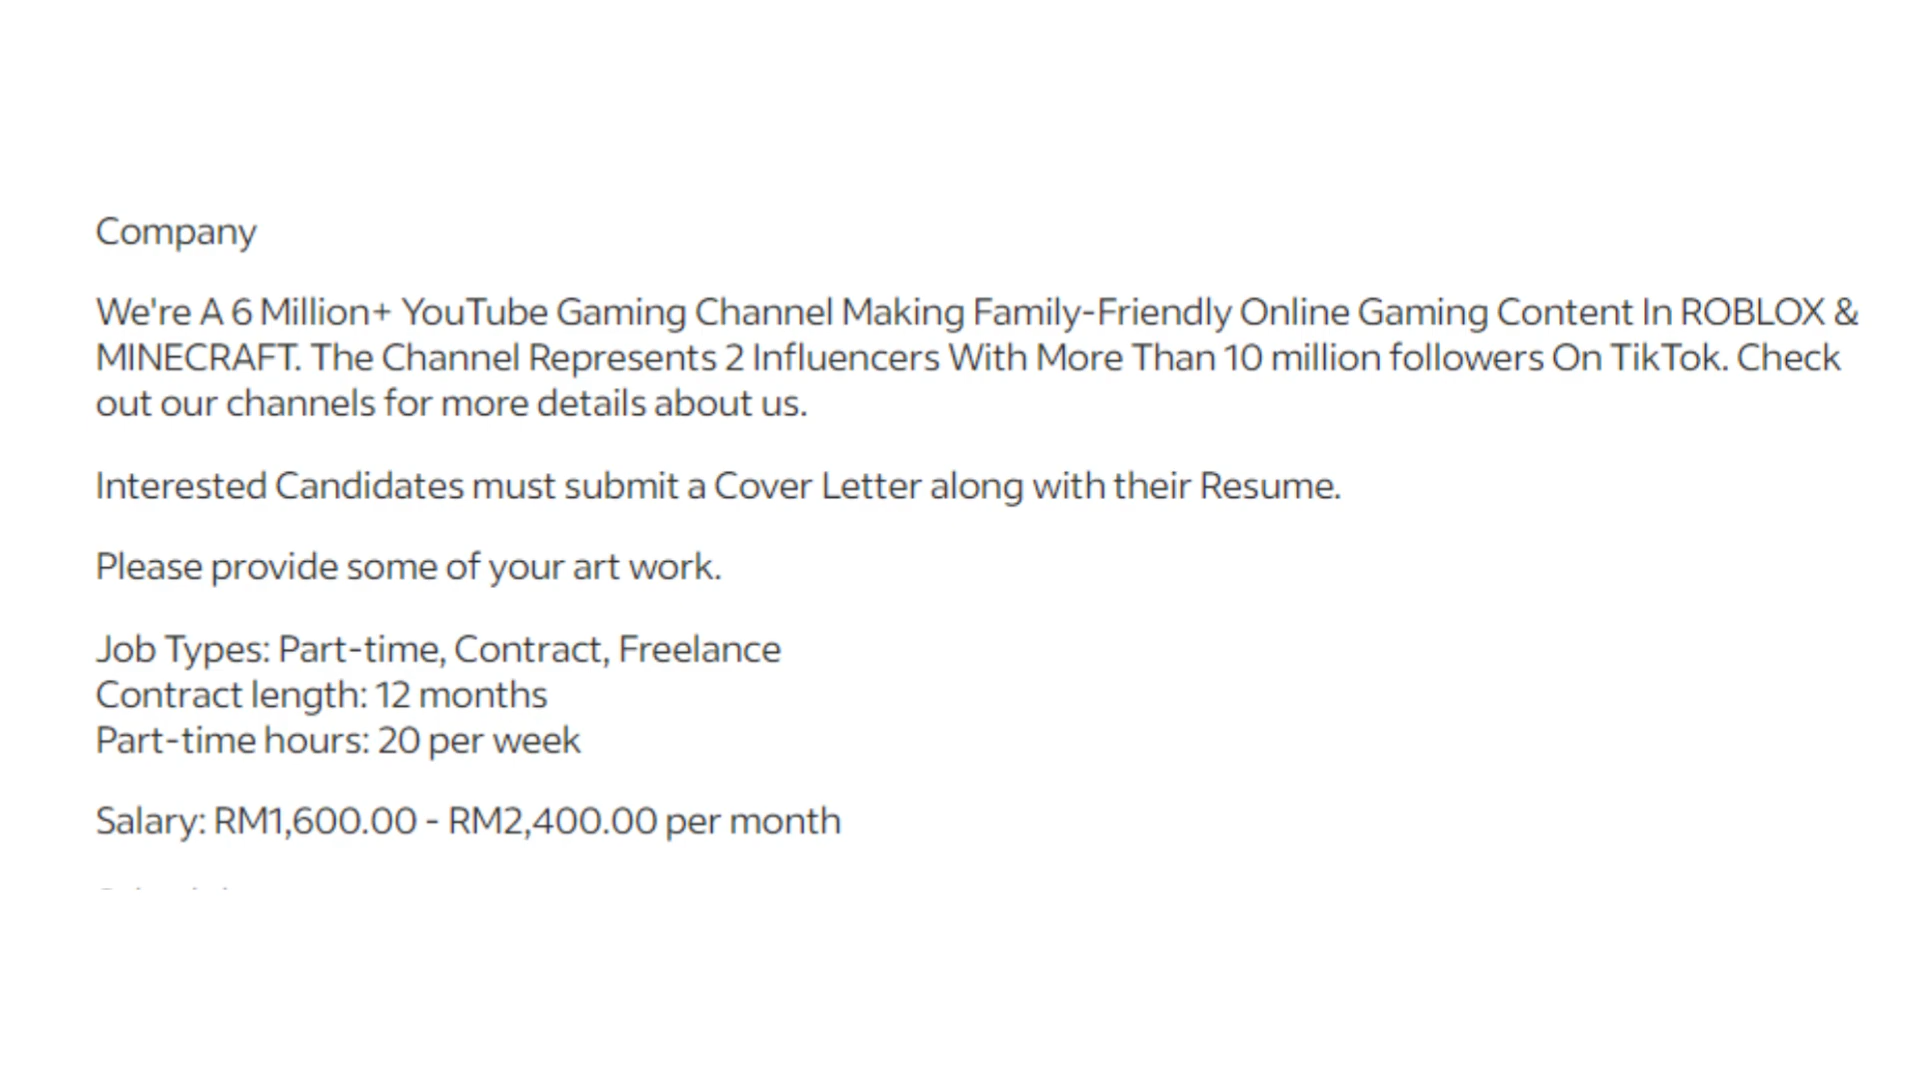 Company
We're A 6 Million+ YouTube Gaming Channel Making Family-Friendly Online Gaming Content In ROBLOX &
MINECRAFT. The Channel Represents 2 Influencers With More Than 10 million followers On TikTok. Check
out our channels for more details about us.
Interested Candidates must submit a Cover Letter along with their Resume.
Please provide some of your art work.
Job Types: Part-time, Contract, Freelance
Contract length: 12 months
Part-time hours: 20 per week
Salary: RM1,600.00 - RM2,400.00 per month